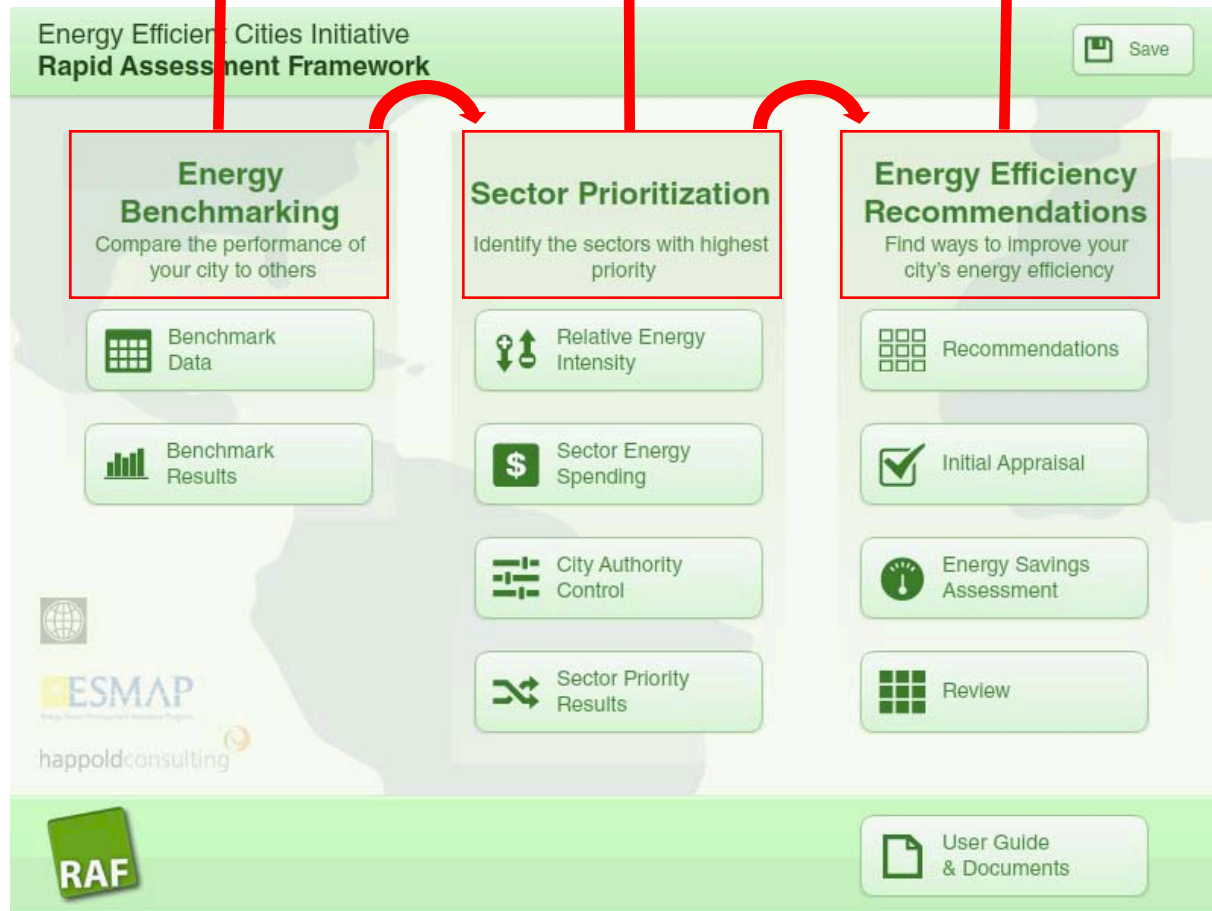 Energy Efficient Cities Initiative
Rapid Assessment Framework
Save
Energy
Benchmarking
Compare the performance of
your city to others
Benchmark
Data
Benchmark
Results
Sector Prioritization
Identify the sectors with highest
priority
Relative Energy
Intensity
$
Sector Energy
Spending
City Authority
Control
Sector Priority
Results
Energy Efficiency
Recommendations
Find ways to improve your
city's energy efficiency
Recommendations
Initial Appraisal
Energy Savings
Assessment
Review
ESMAP
happoldconsulting
RAF
User Guide
& Documents